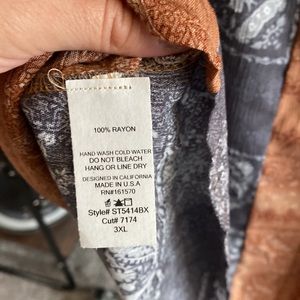 100% RAYON
HAND WASH COLD WATER
DO NOT BLEACH
HANG OR LINE DRY
DESIGNED IN CALIFORNIA
MADE IN U.S.A
RN#161570
Style# ST5414BX
Cut# 7174
3XL